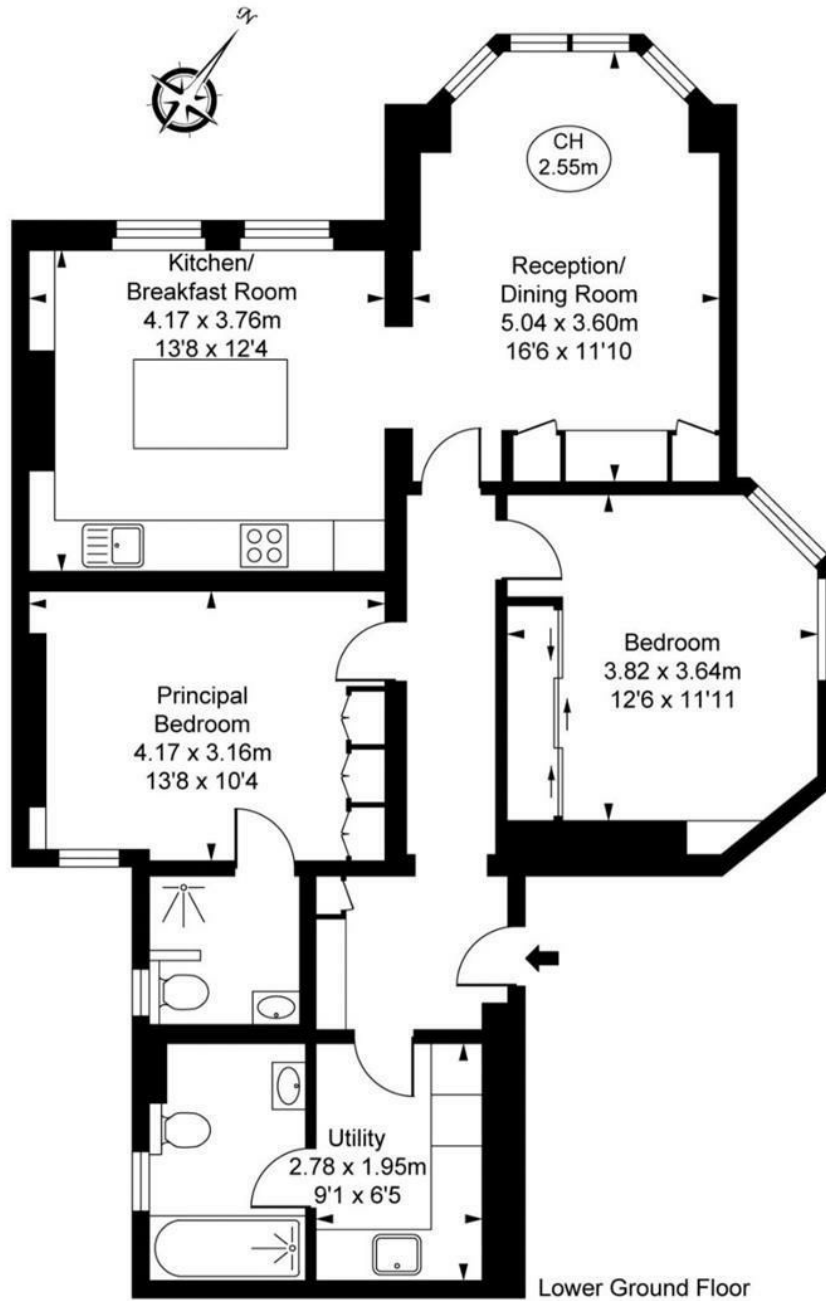 N
CH
2.55m
Kitchen/
Breakfast Room
4.17 x 3.76m
13'8 x 12'4
Reception/
Dining Room
5.04 x 3.60m
16'6 x 11'10
Bedroom
3.82 x 3.64m
12'6 x 11'11
Principal
Bedroom
4.17 x 3.16m
13'8 x 10'4
Utility
2.78 x 1.95m
9'1 x 6'5
Lower Ground Floor